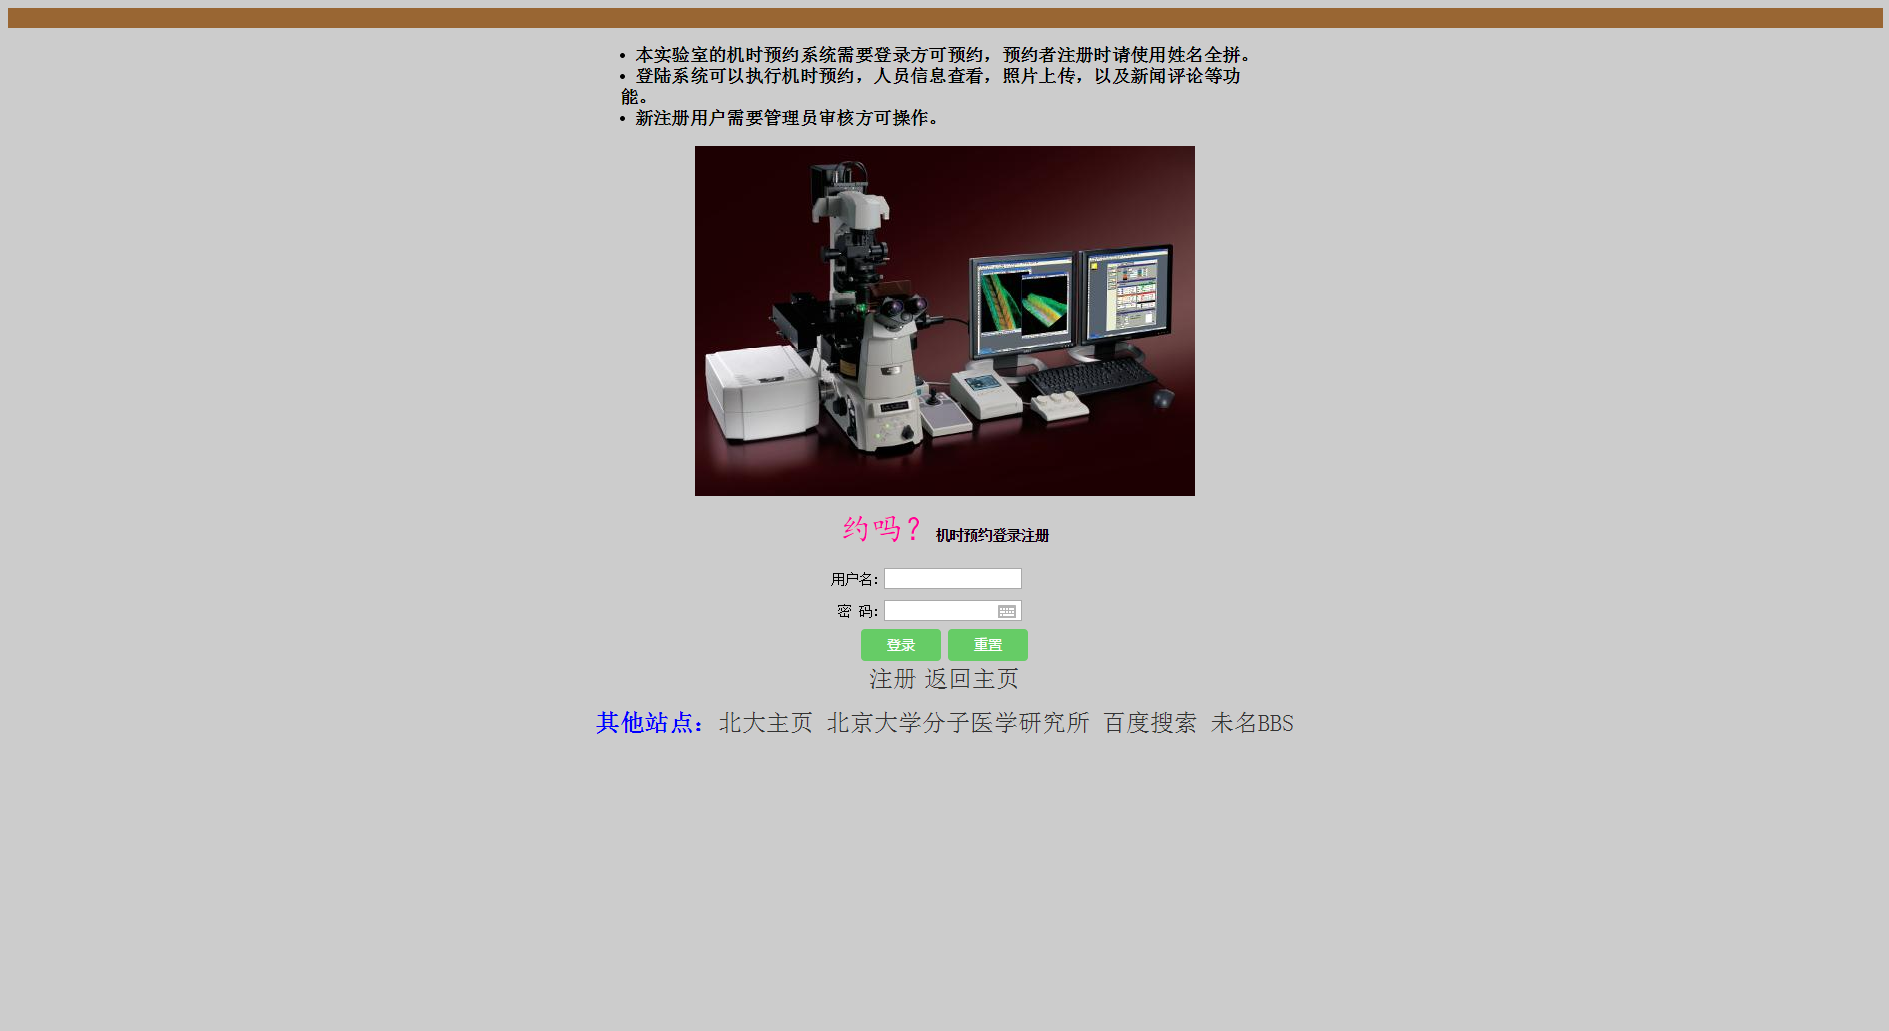 • 本实验室的机时预约系统需要登录方可预约，预约者注册时请使用姓名全拼。
• 登陆系统可以执行机时预约，人员信息查看，照片上传，以及新闻评论等功
能。
• 新注册用户需要管理员审核方可操作。
约吗？ 机时预约登录注册
用户名：
密 码：
登录 重置
注册 返回主页
其他站点：北大主页 北京大学分子医学研究所 百度搜索 未名BBS